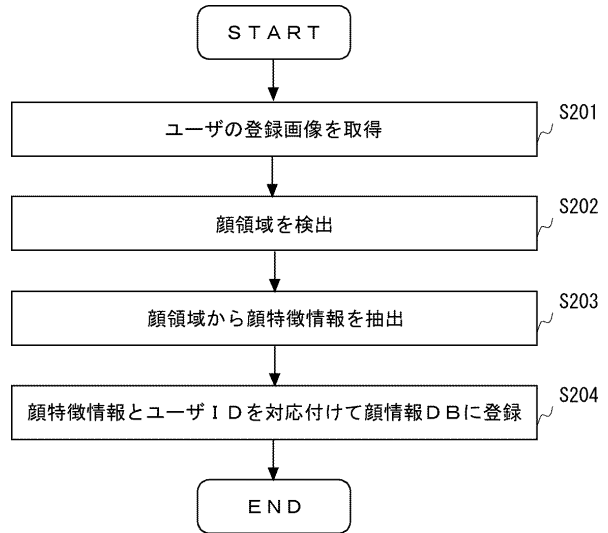 ＳＴＡＲＴ
ユーザの登録画像を取得
S201
顔領域を検出
S202
顔領域から顔特徴情報を抽出
S203
顔特徴情報とユーザＩＤを対応付けて顔情報ＤＢに登録
S204
ＥＮＤ